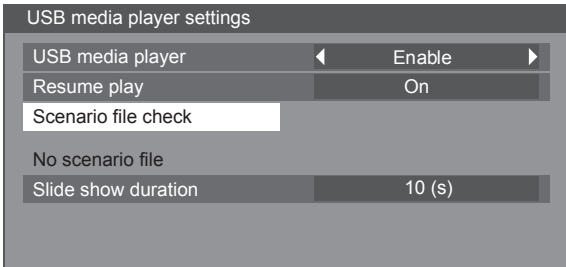 USB media player settings
USB media player Enable
Resume play On
Scenario file check
No scenario file
Slide show duration 10 (s)